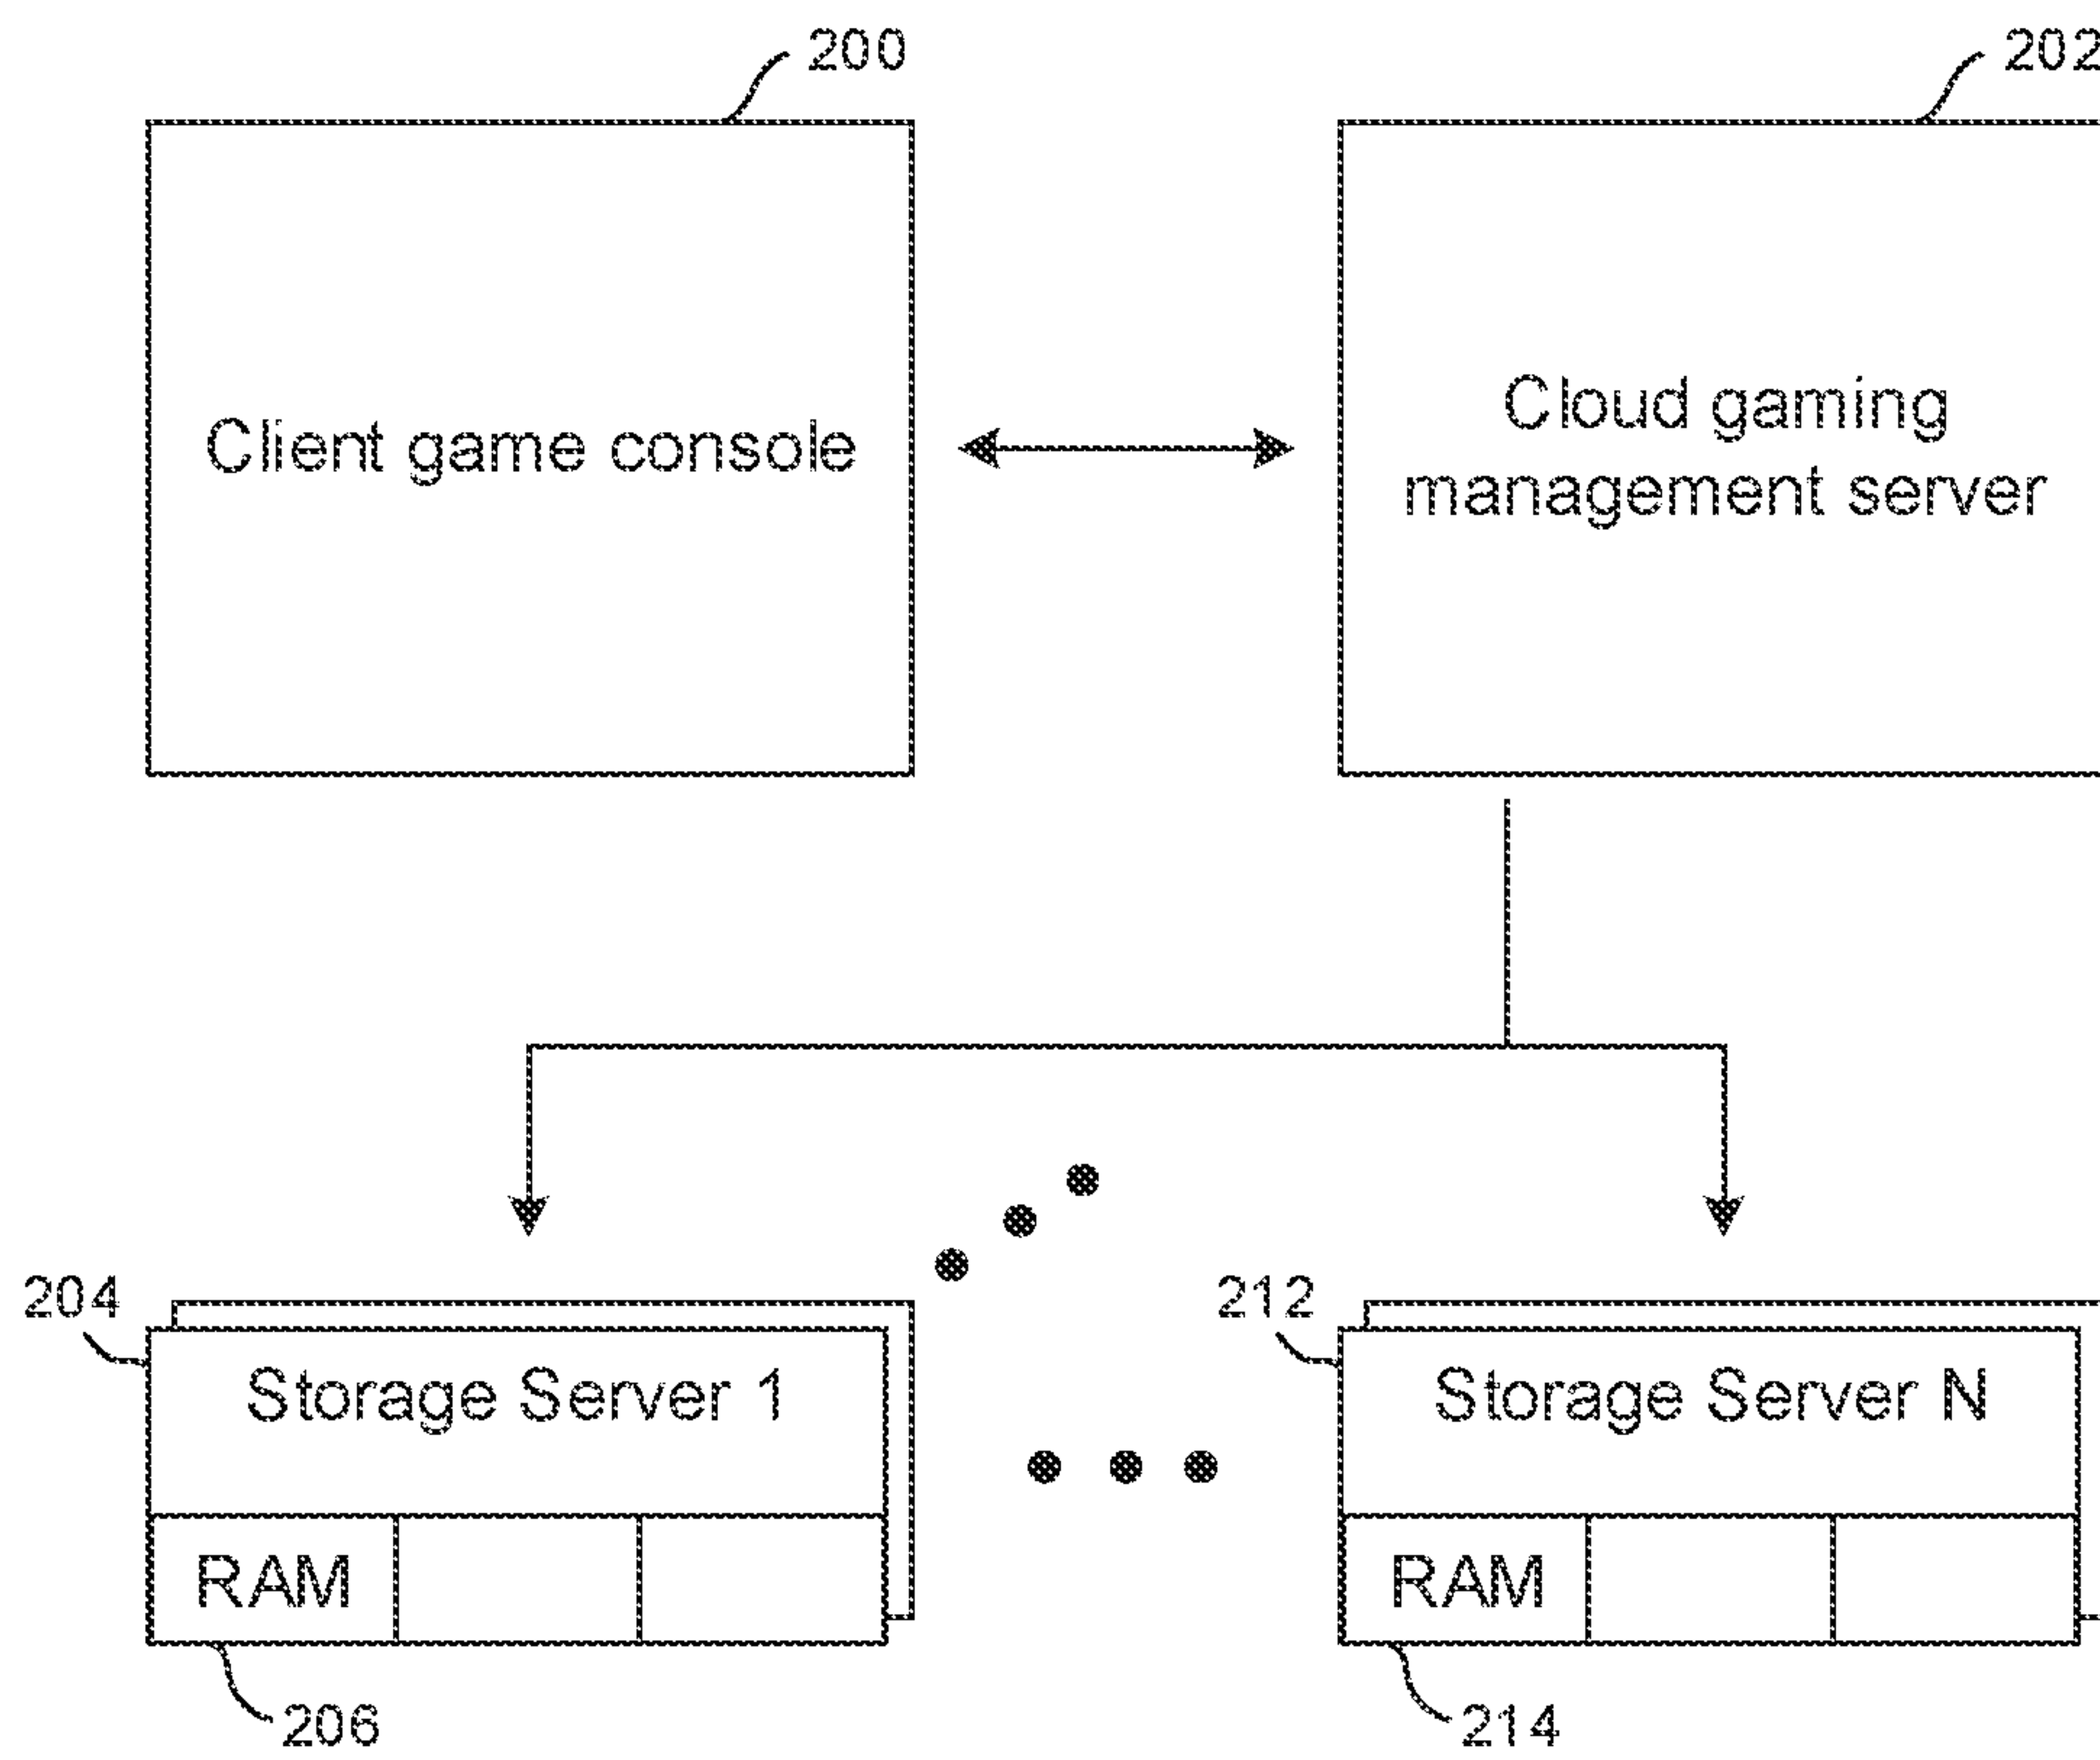 200
202
Client game console
Cloud gaming
management server
204
212
Storage Server 1
Storage Server N
RAM
RAM
206
214